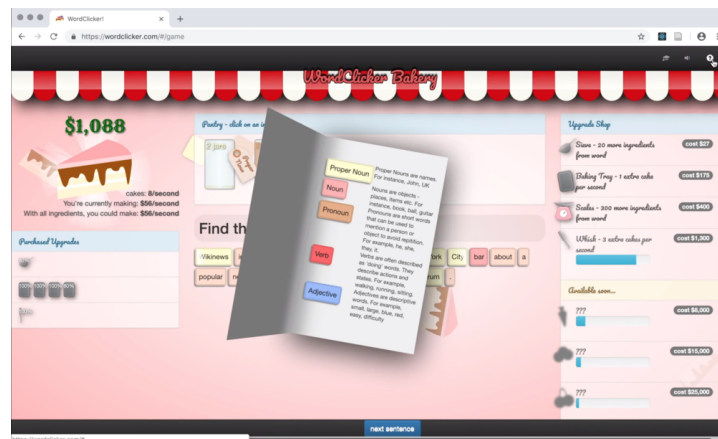 WordClicker!
https://wordclicker.com/#/game
WordClicker Bakery
$1,088
cakes: 8/second
You're currently making: $56/second
With all ingredients, you could make: $56/second
Purchased Upgrades
100% 100% 100%
Pantry - click on an
2 jars
Find th
Wikinews
ork City bar about a
popular
Proper Noun
Proper Nouns are names.
For instance, John, UK
Noun
Nouns are objects -
places, items etc. For
instance, book, ball, guitar
Pronoun
Pronouns are short words
that can be used to
mention a person or
object to avoid repition.
For example, he, she,
they, it.
Verb
Verbs are often described
as 'doing' words. They
describe actions and
states. For example,
walking, running, sitting.
Adjective
Adjectives are descriptive
words. For example,
small, large, blue, red,
easy, difficulty
Upgrade Shop
Sieve - 20 more ingredients
from word
cost $27
Baking Tray - 1 extra cake
per second
cost $175
Scales - 200 more ingredients
from word
cost $400
Whisk - 3 extra cakes per
second
cost $1,300
Available soon...
???
cost $8,000
???
cost $15,000
???
cost $25,000
next sentence